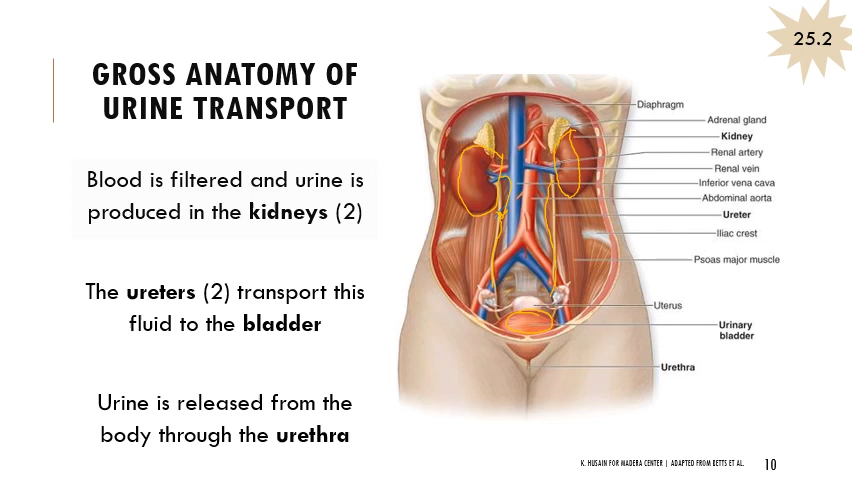 25.2
GROSS ANATOMY OF
URINE TRANSPORT
Blood is filtered and urine is
produced in the kidneys (2)
The ureters (2) transport this
fluid to the bladder
Urine is released from the
body through the urethra
Diaphragm
Adrenal gland
Kidney
Renal artery
Renal vein
Inferior vena cava
Abdominal aorta
Ureter
Iliac crest
Psoas major muscle
Uterus
Urinary
bladder
Urethra
K. HUSAIN FOR MADERA CENTER | ADAPTED FROM BETTS ET AL.
10